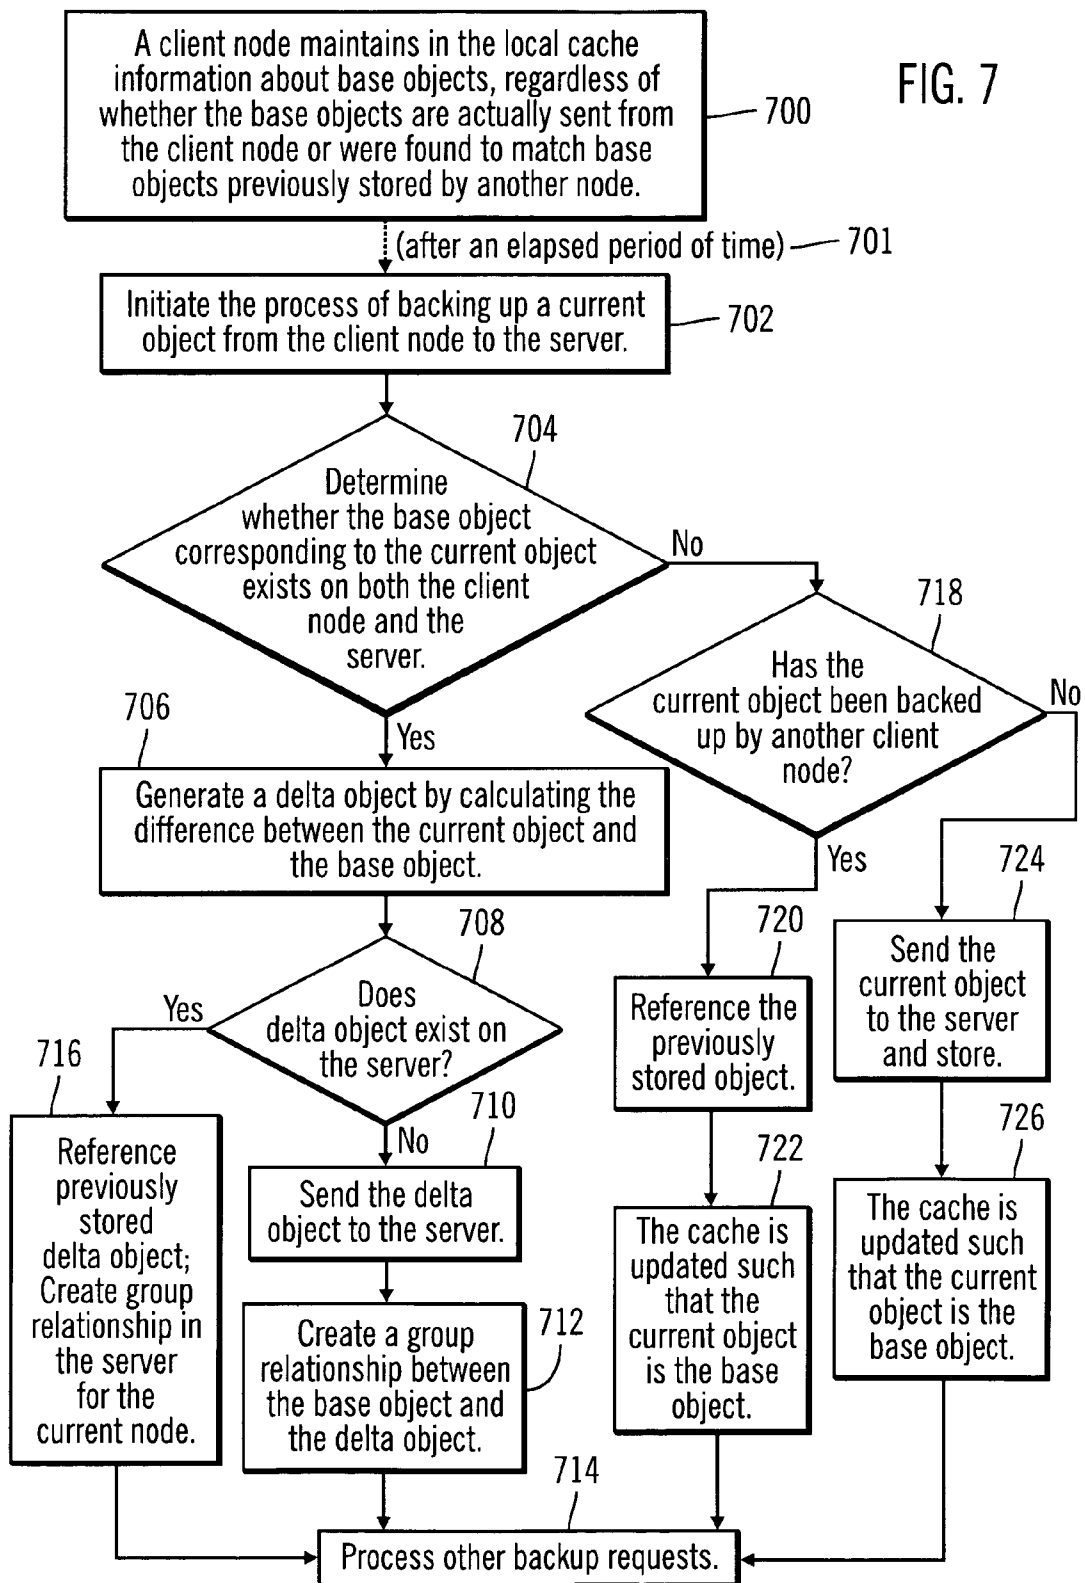 A client node maintains in the local cache
information about base objects, regardless of
whether the base objects are actually sent from
the client node or were found to match base
objects previously stored by another node.
700
FIG. 7
(after an elapsed period of time)
701
Initiate the process of backing up a current
object from the client node to the server.
702
704
Determine
whether the base object
corresponding to the current object
exists on both the client
node and the
server.
No
Yes
718
Has the
current object been backed
up by another client
node?
No
Yes
706
Generate a delta object by calculating the
difference between the current object and
the base object.
708
Does
delta object exist on
the server?
Yes
No
716
Reference
previously
stored
delta object;
Create group
relationship in
the server
for the
current node.
710
Send the delta
object to the server.
712
Create a group
relationship between
the base object and
the delta object.
720
Reference the
previously
stored object.
722
The cache is
updated such
that the
current object
is the base
object.
724
Send the
current object
to the server
and store.
726
The cache is
updated such
that the current
object is the
base object.
714
Process other backup requests.